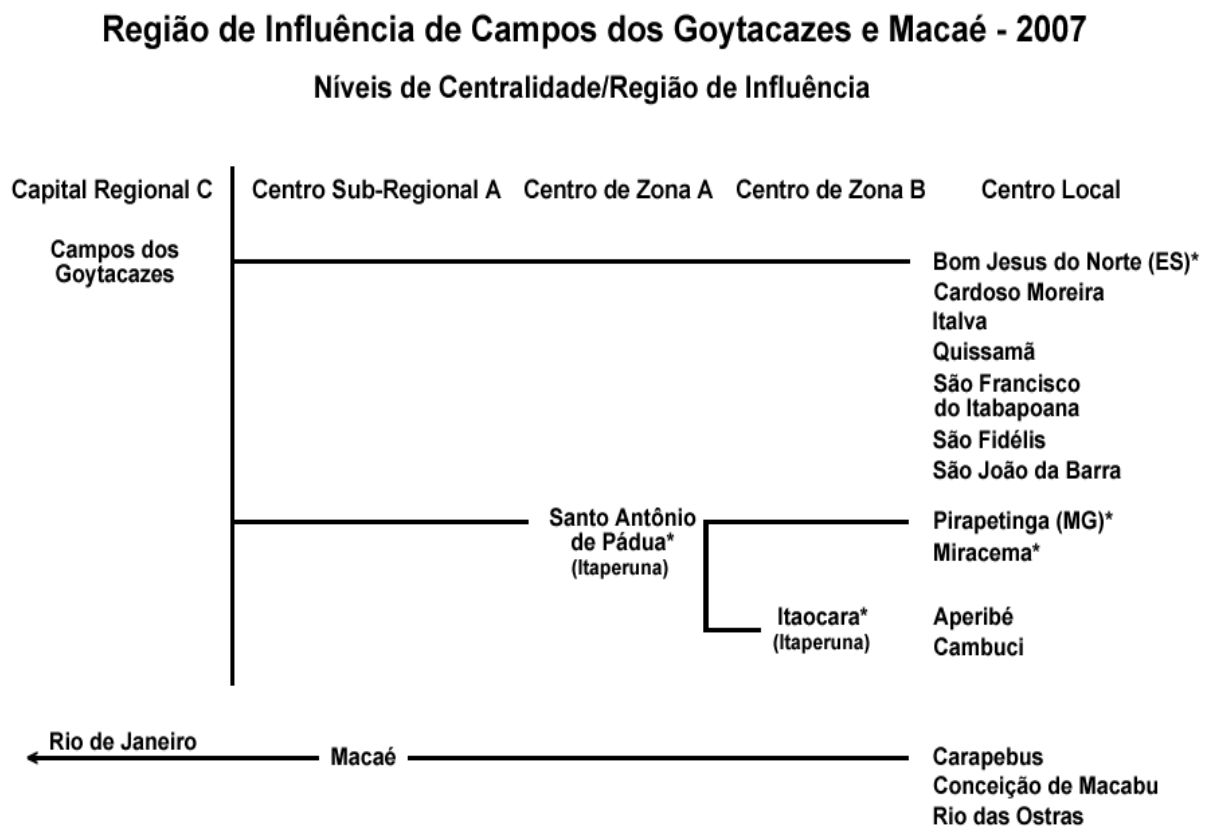 Região de Influência de Campos dos Goytacazes e Macaé - 2007
Níveis de Centralidade/Região de Influência
Capital Regional C
Centro Sub-Regional A
Centro de Zona A
Centro de Zona B
Centro Local
Campos dos
Goytacazes
Bom Jesus do Norte (ES)*
Cardoso Moreira
Italva
Quissamã
São Francisco
do Itabapoana
São Fidélis
São João da Barra
Santo Antônio
de Pádua*
(Itaperuna)
Pirapetinga (MG)*
Miracema*
Itaocara*
(Itaperuna)
Aperibé
Cambuci
Rio de Janeiro
Macaé
Carapebus
Conceição de Macabu
Rio das Ostras